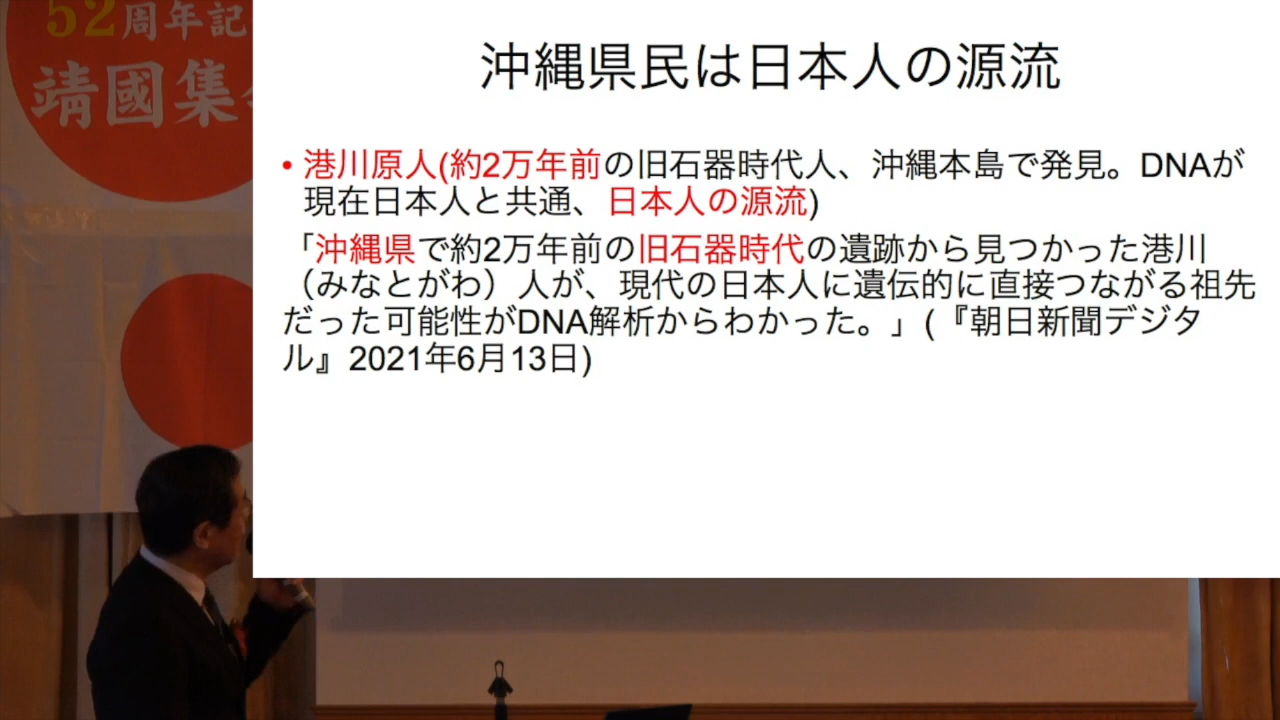 52周年記
靖國集
沖縄県民は日本人の源流
• 港川原人(約2万年前の旧石器時代人、沖縄本島で発見。DNAが
現在日本人と共通、日本人の源流)
「沖縄県で約2万年前の旧石器時代の遺跡から見つかった港川
（みなとがわ）人が、現代の日本人に遺伝的に直接つながる祖先
だった可能性がDNA解析からわかった。」(『朝日新聞デジタ
ル』2021年6月13日)